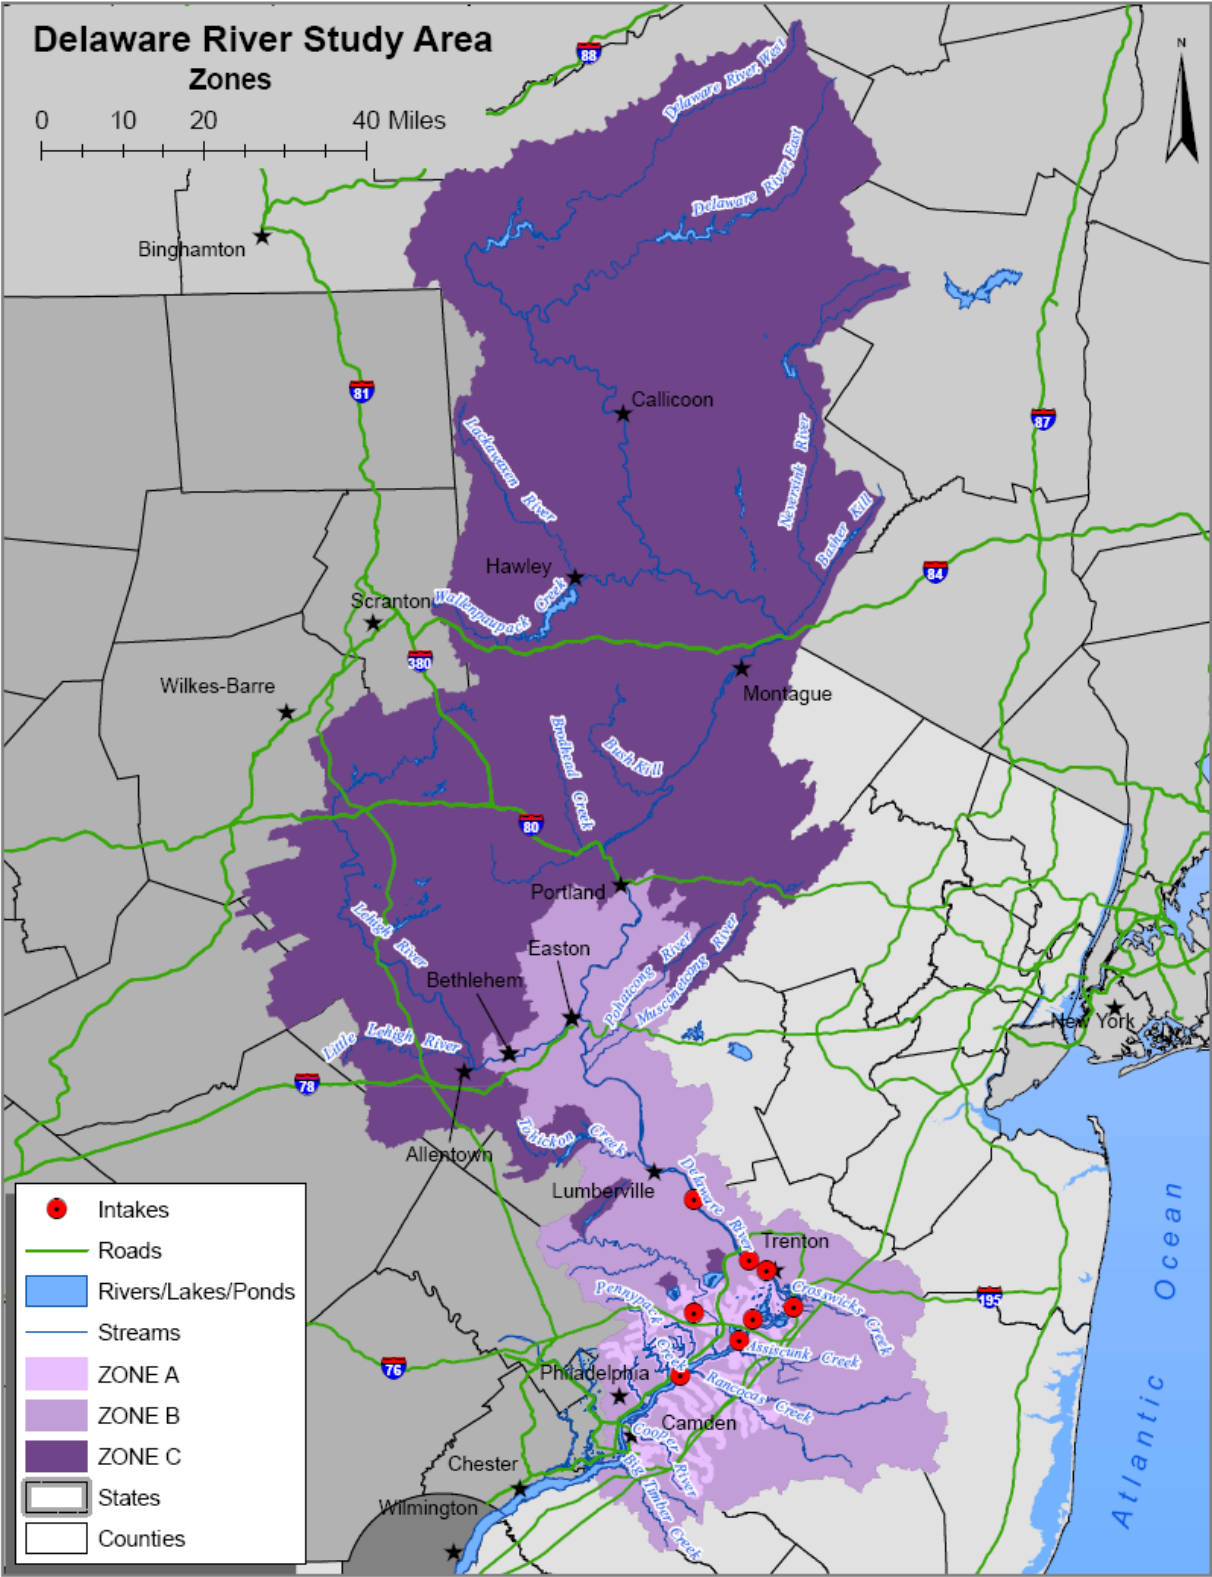 Delaware River Study Area
Zones
0 10 20 40 Miles
N
88
Delaware River, West
Delaware River, East
Binghamton
81
87
Callicoon
Lackawaxen River
Neversink River
Basher Kill
84
Hawley
Wallenpaupack Creek
Scranton
380
Wilkes-Barre
Montague
Brodhead Creek
Bush Kill
80
Portland
Lehigh River
Easton
Bethlehem
Pohatcong River
Musconetcong River
New York
Little Lehigh River
78
Allentown
Tohickon Creek
Lumberville
Delaware River
Trenton
Pennypack Creek
Crosswicks Creek
195
Assiscunk Creek
76
Philadelphia
Rancocas Creek
Camden
Cooper River
Chester
Big Timber Creek
Wilmington
Atlantic Ocean
Intakes
Roads
Rivers/Lakes/Ponds
Streams
ZONE A
ZONE B
ZONE C
States
Counties